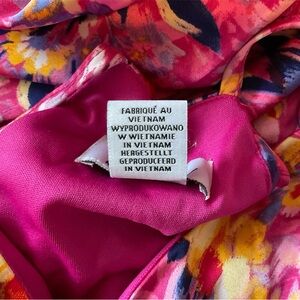 FABRIQUÉ AU
VIETNAM
WYPRODUKOWANO
W WIETNAMIE
IN VIETNAM
HERGESTELLT
GEPRODUCEERD
IN VIETNAM